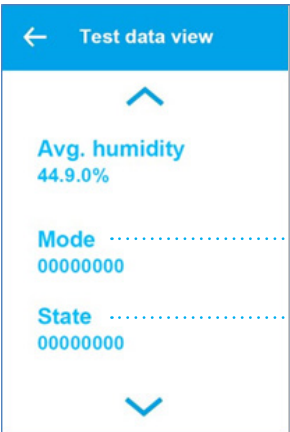 Test data view
Avg. humidity
44.9.0%
Mode
00000000
State
00000000